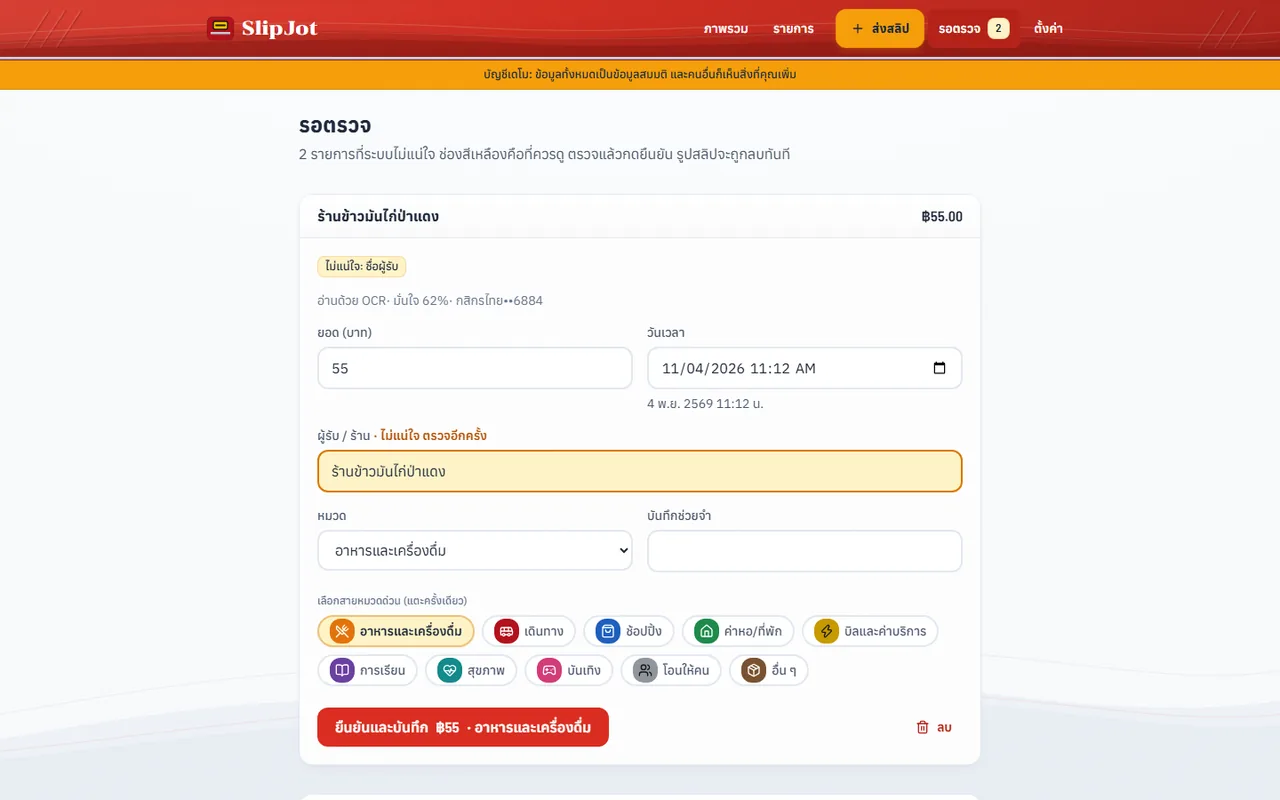 SlipJot
ภาพรวม
รายการ
+ ส่งสลิป
รอตรวจ 2
ตั้งค่า
บัญชีเดโม: ข้อมูลทั้งหมดเป็นข้อมูลสมมติ และคนอื่นก็เห็นสิ่งที่คุณเพิ่ม
รอตรวจ
2 รายการที่ระบบไม่แน่ใจ ช่องสีเหลืองคือที่ควรดู ตรวจแล้วกดยืนยัน รูปสลิปจะถูกลบทันที
ร้านข้าวมันไก่ป่าแดง ฿55.00
ไม่แน่ใจ: ชื่อผู้รับ
อ่านด้วย OCR· มั่นใจ 62%· กสิกรไทย••6884
ยอด (บาท)
55
วันเวลา
11/04/2026 11:12 AM
4 พ.ย. 2569 11:12 น.
ผู้รับ / ร้าน · ไม่แน่ใจ ตรวจอีกครั้ง
ร้านข้าวมันไก่ป่าแดง
หมวด
อาหารและเครื่องดื่ม
บันทึกช่วยจำ
เลือกสายหมวดด่วน (แตะครั้งเดียว)
อาหารและเครื่องดื่ม
เดินทาง
ช้อปปิ้ง
ค่าหอ/ที่พัก
บิลและค่าบริการ
การเรียน
สุขภาพ
บันเทิง
โอนให้คน
อื่น ๆ
ยืนยันและบันทึก ฿55 · อาหารและเครื่องดื่ม
ลบ